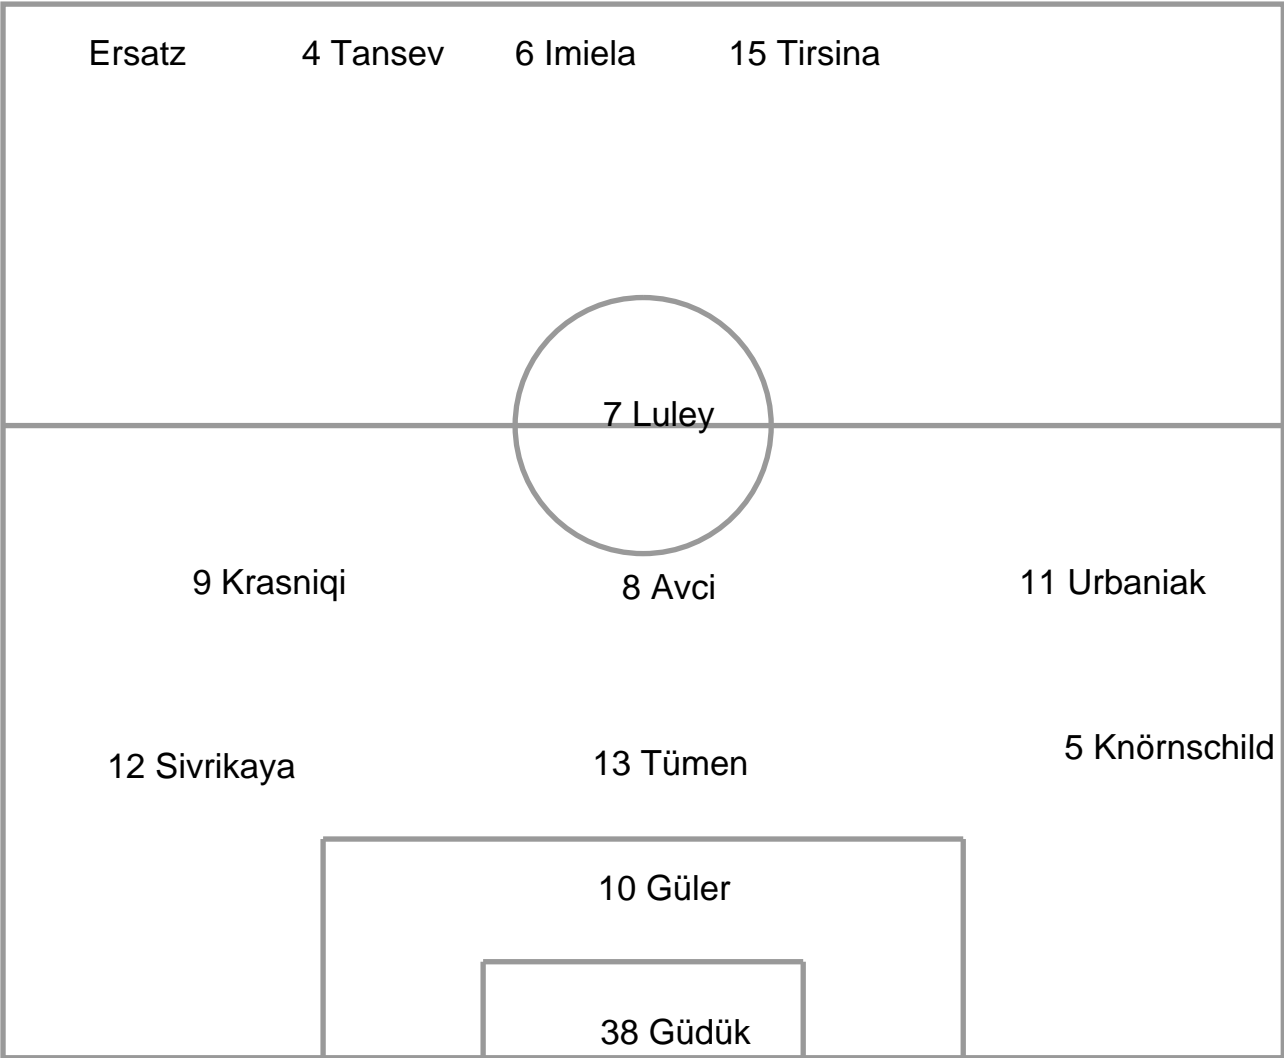 Ersatz 4 Tansev 6 Imiela 15 Tirsina
7 Luley
9 Krasniqi 8 Avci 11 Urbaniak
12 Sivrikaya 13 Tümen 5 Knörnschild
10 Güler
38 Güdük